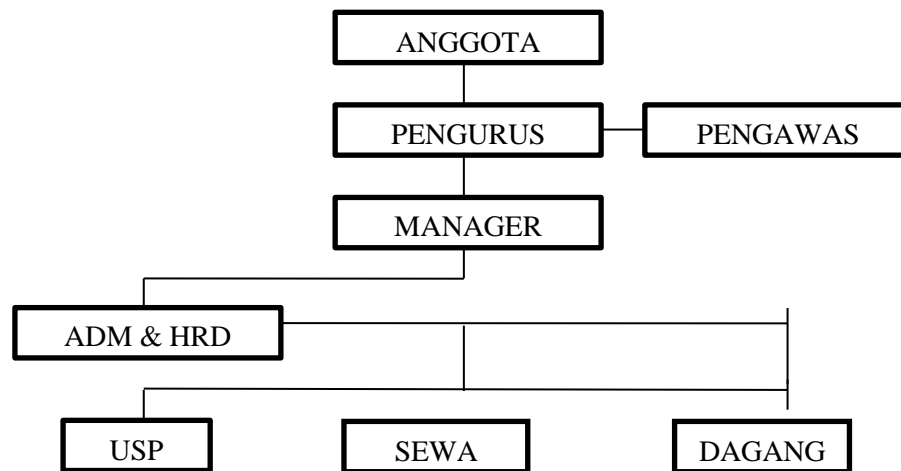 ANGGOTA
PENGURUS
PENGAWAS
MANAGER
ADM & HRD
USP
SEWA
DAGANG